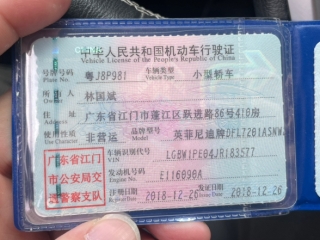 中华人民共和国机动车行驶证
Vehicle License of the People's Republic of China
号牌号码 粤J8P981 车辆类型 小型轿车
Plate No. Vehicle Type
所有人 林国斌
Owner
住址 广东省江门市蓬江区跃进路86号410房
Address
使用性质 非营运 品牌型号 英菲尼迪牌DFL7201ASNW
Use Character Model
车辆识别代号 LGBW1PE04JR183577
VIN
发动机号码 E116096A
Engine No.
注册日期 2018-12-26 发证日期 2018-12-26
Register Date Issue Date
广东省江门
市公安局交
通警察支队